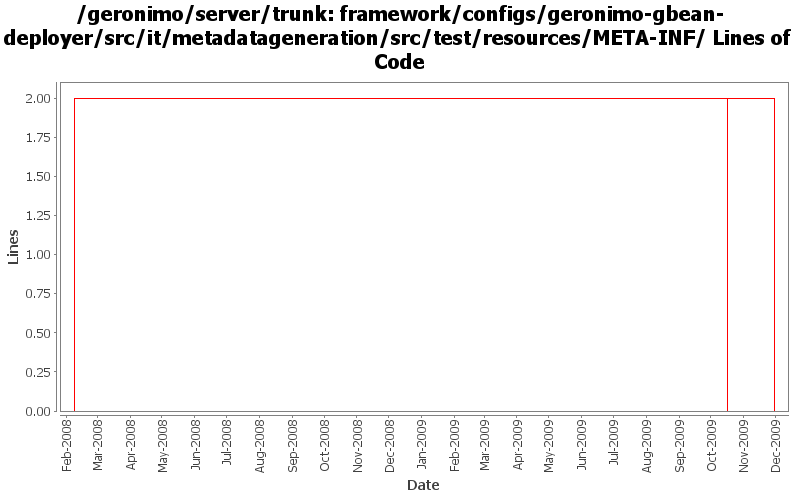 /geronimo/server/trunk: framework/configs/geronimo-gbean-
deployer/src/it/metadatageneration/src/test/resources/META-INF/ Lines of
Code
2.00
1.75
1.50
1.25
1.00
0.75
0.50
0.25
0.00
Lines
Feb-2008
Mar-2008
Apr-2008
May-2008
Jun-2008
Jul-2008
Aug-2008
Sep-2008
Oct-2008
Nov-2008
Dec-2008
Jan-2009
Feb-2009
Mar-2009
Apr-2009
May-2009
Jun-2009
Jul-2009
Aug-2009
Sep-2009
Oct-2009
Nov-2009
Dec-2009
Date